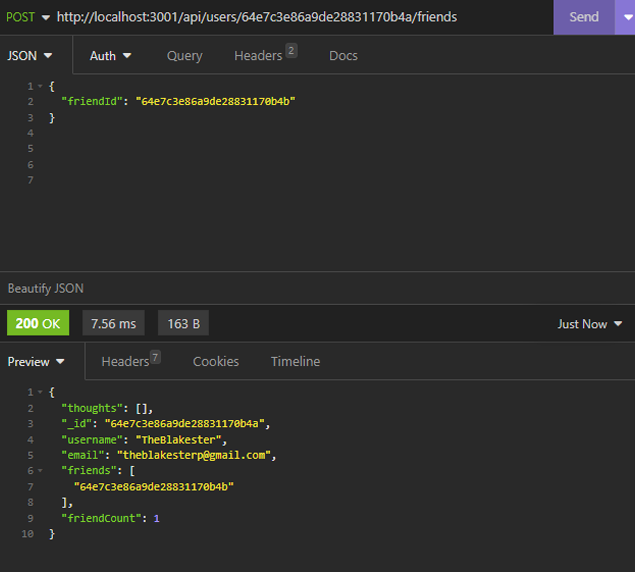 POST http://localhost:3001/api/users/64e7c3e86a9de28831170b4a/friends Send
JSON Auth Query Headers 2 Docs
1 {
2 "friendId": "64e7c3e86a9de28831170b4b"
3 }
4
5
6
7
Beautify JSON
200 OK 7.56 ms 163 B Just Now
Preview Headers 7 Cookies Timeline
1 {
2 "thoughts": [],
3 "_id": "64e7c3e86a9de28831170b4a",
4 "username": "TheBlakester",
5 "email": "theblakesterp@gmail.com",
6 "friends": [
7 "64e7c3e86a9de28831170b4b"
8 ],
9 "friendCount": 1
10 }